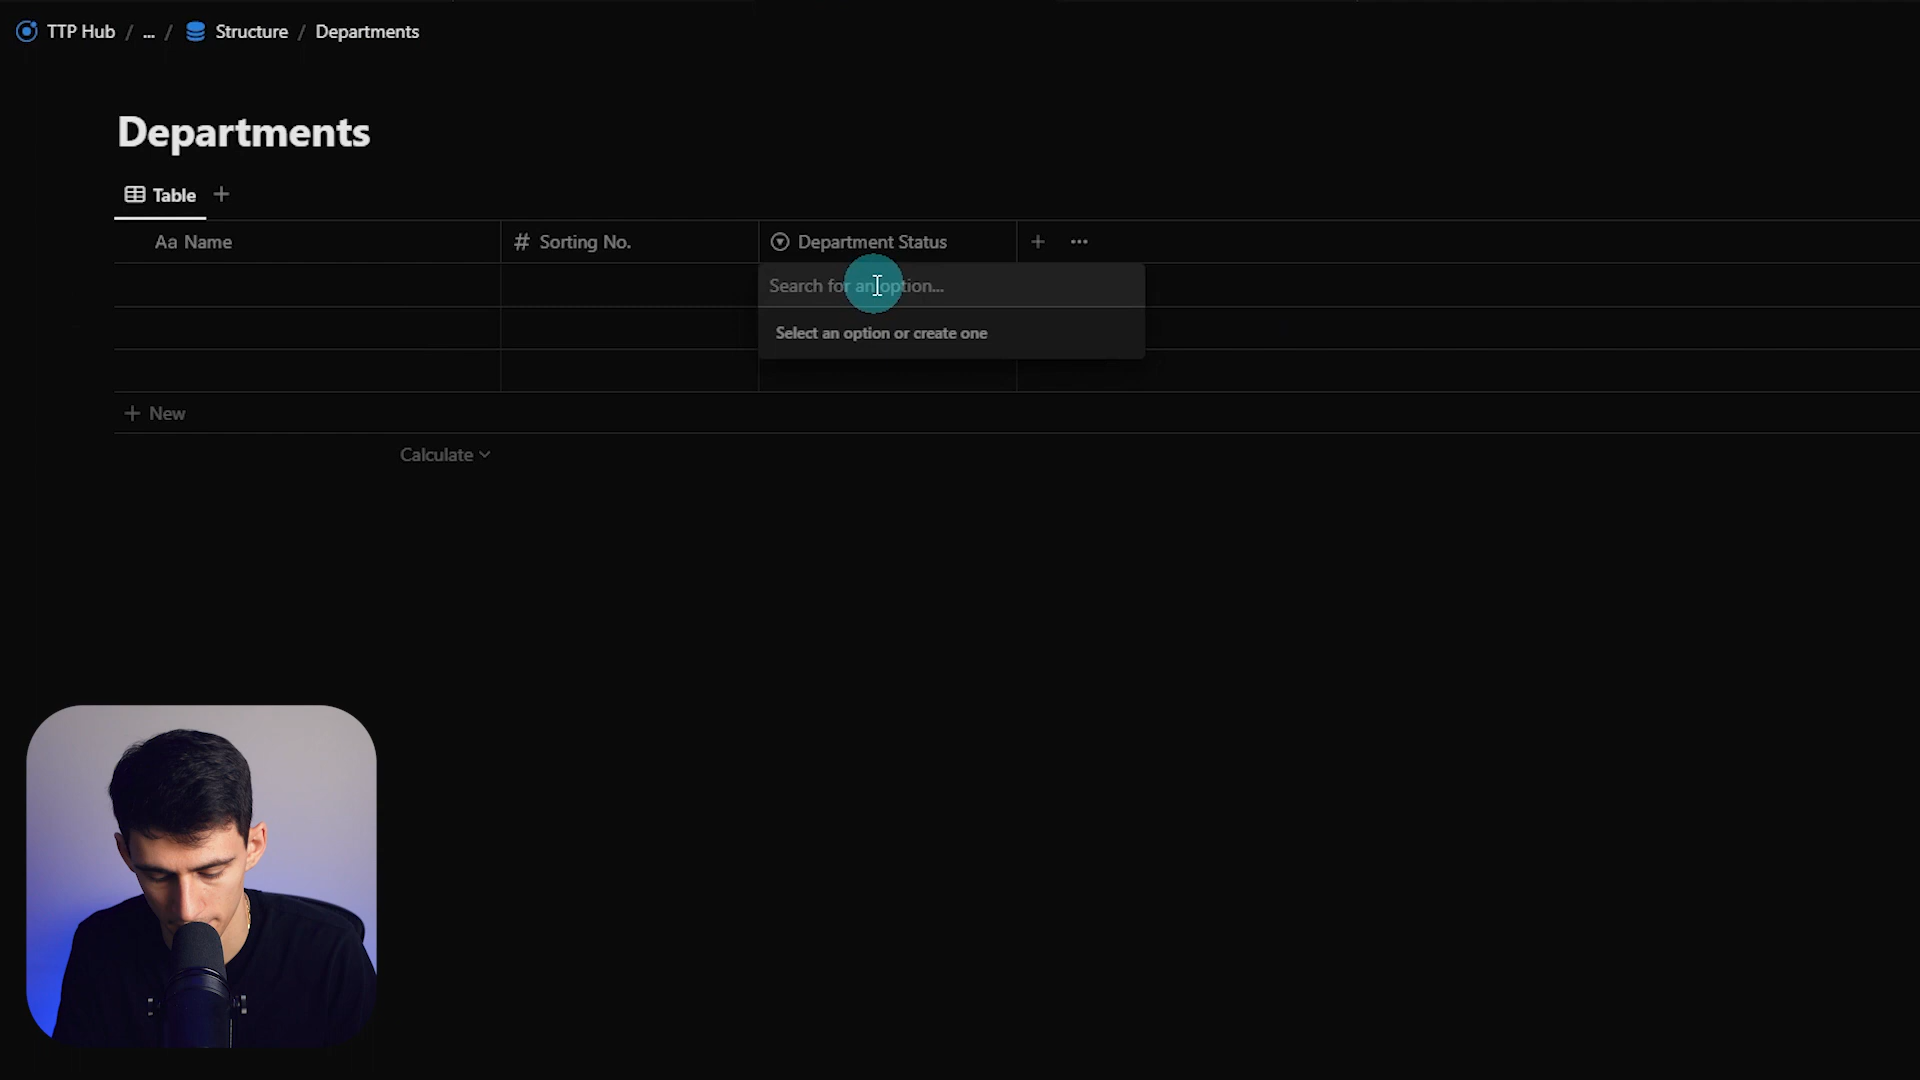 TTP Hub / ... / Structure / Departments
Departments
Table +
Aa Name # Sorting No. Department Status + ...
Search for an option...
Select an option or create one
+ New
Calculate